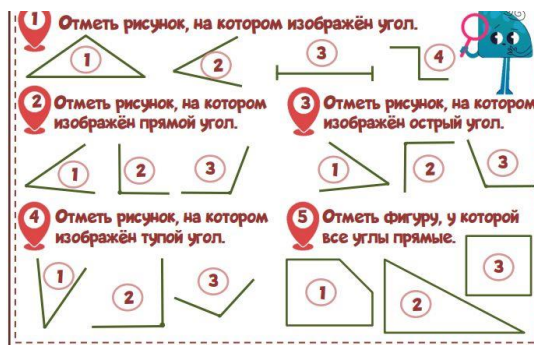 1 Отметь рисунок, на котором изображён угол.
1 2 3 4
2 Отметь рисунок, на котором
изображён прямой угол.
1 2 3
3 Отметь рисунок, на котором
изображён острый угол.
1 2 3
4 Отметь рисунок, на котором
изображён тупой угол.
1 2 3
5 Отметь фигуру, у которой
все углы прямые.
1 2 3